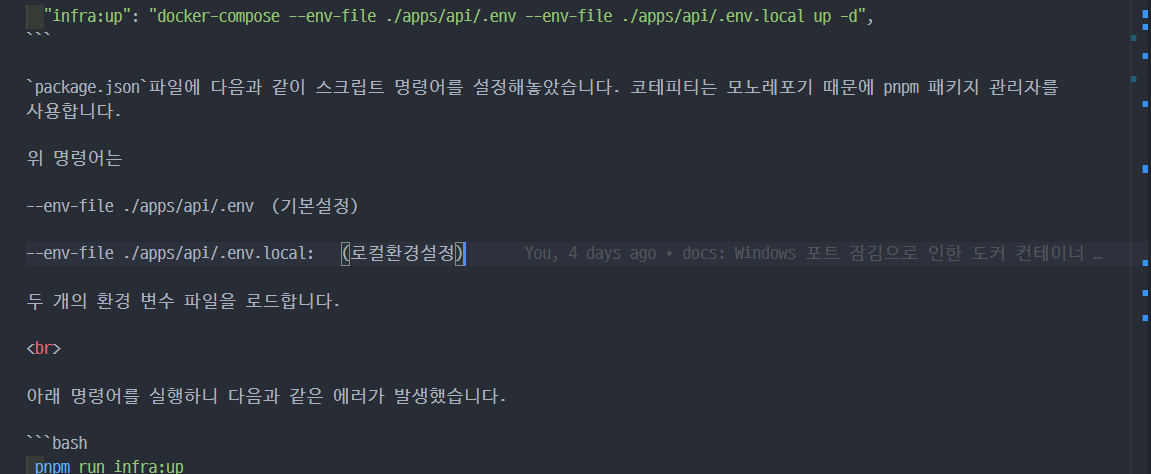 "infra:up": "docker-compose --env-file ./apps/api/.env --env-file ./apps/api/.env.local up -d",
```
`package.json`파일에 다음과 같이 스크립트 명령어를 설정해놓았습니다. 코테피티는 모노레포기 때문에 pnpm 패키지 관리자를
사용합니다.
위 명령어는
--env-file ./apps/api/.env (기본설정)
--env-file ./apps/api/.env.local: (로컬환경설정) You, 4 days ago • docs: Windows 포트 잠김으로 인한 도커 컨테이너 …
두 개의 환경 변수 파일을 로드합니다.
<br>
아래 명령어를 실행하니 다음과 같은 에러가 발생했습니다.
```bash
pnpm run infra:up